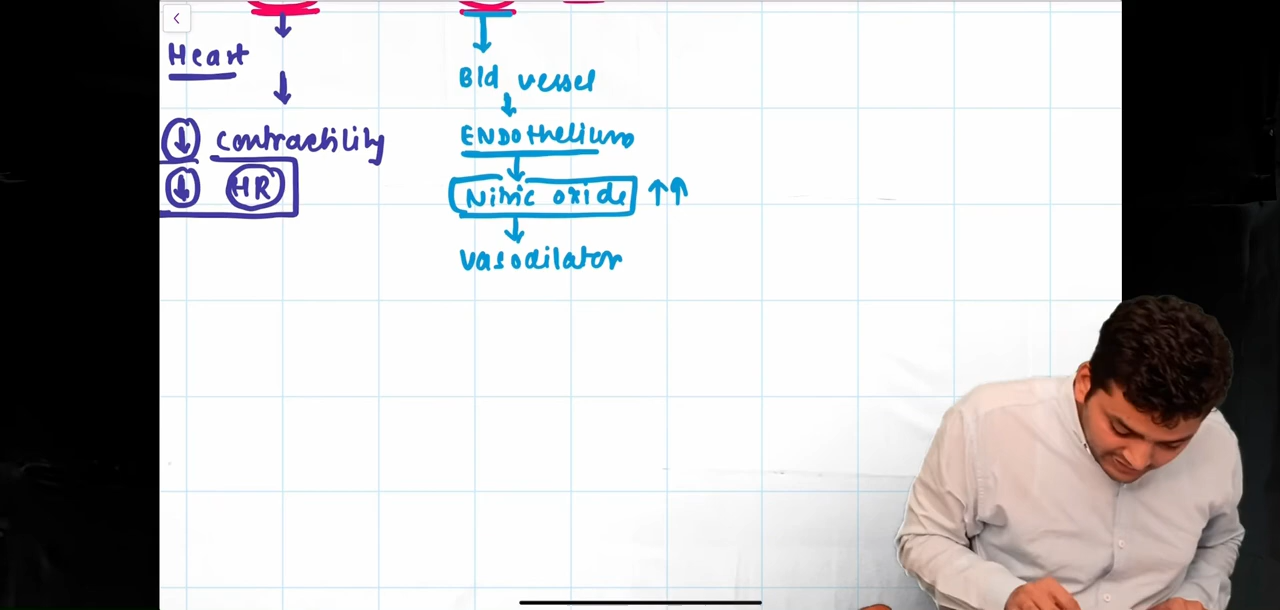 Heart
↓ contractility
↓ HR
Bld vessel
ENDOthelium
Nitric oxide ↑↑
vasodilator